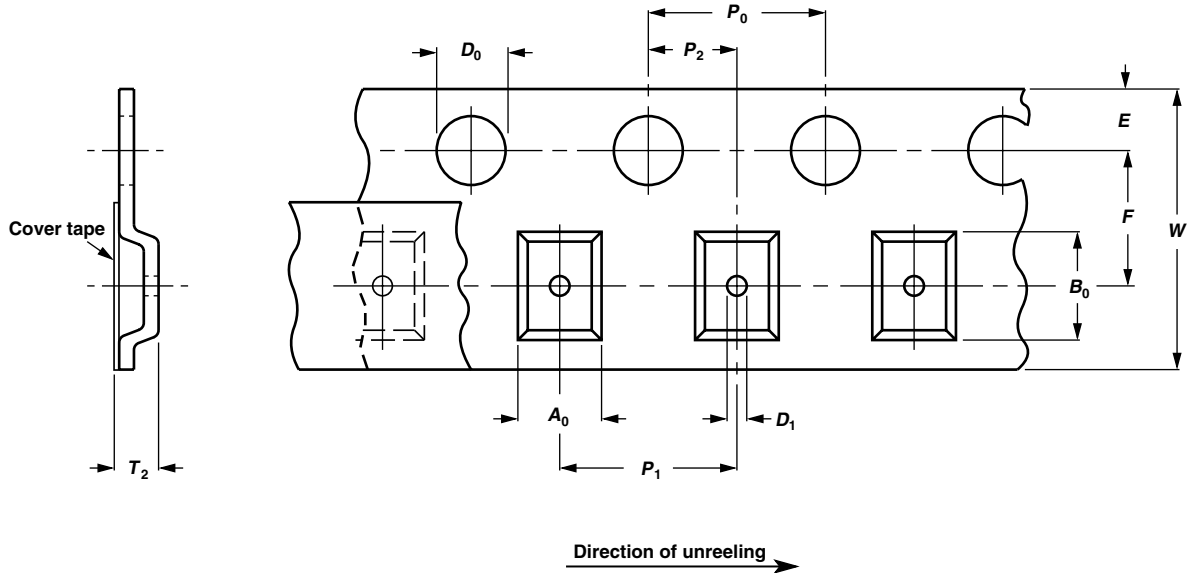 P0
D0
P2
E
Cover tape
F
W
B0
A0
D1
T2
P1
Direction of unreeling